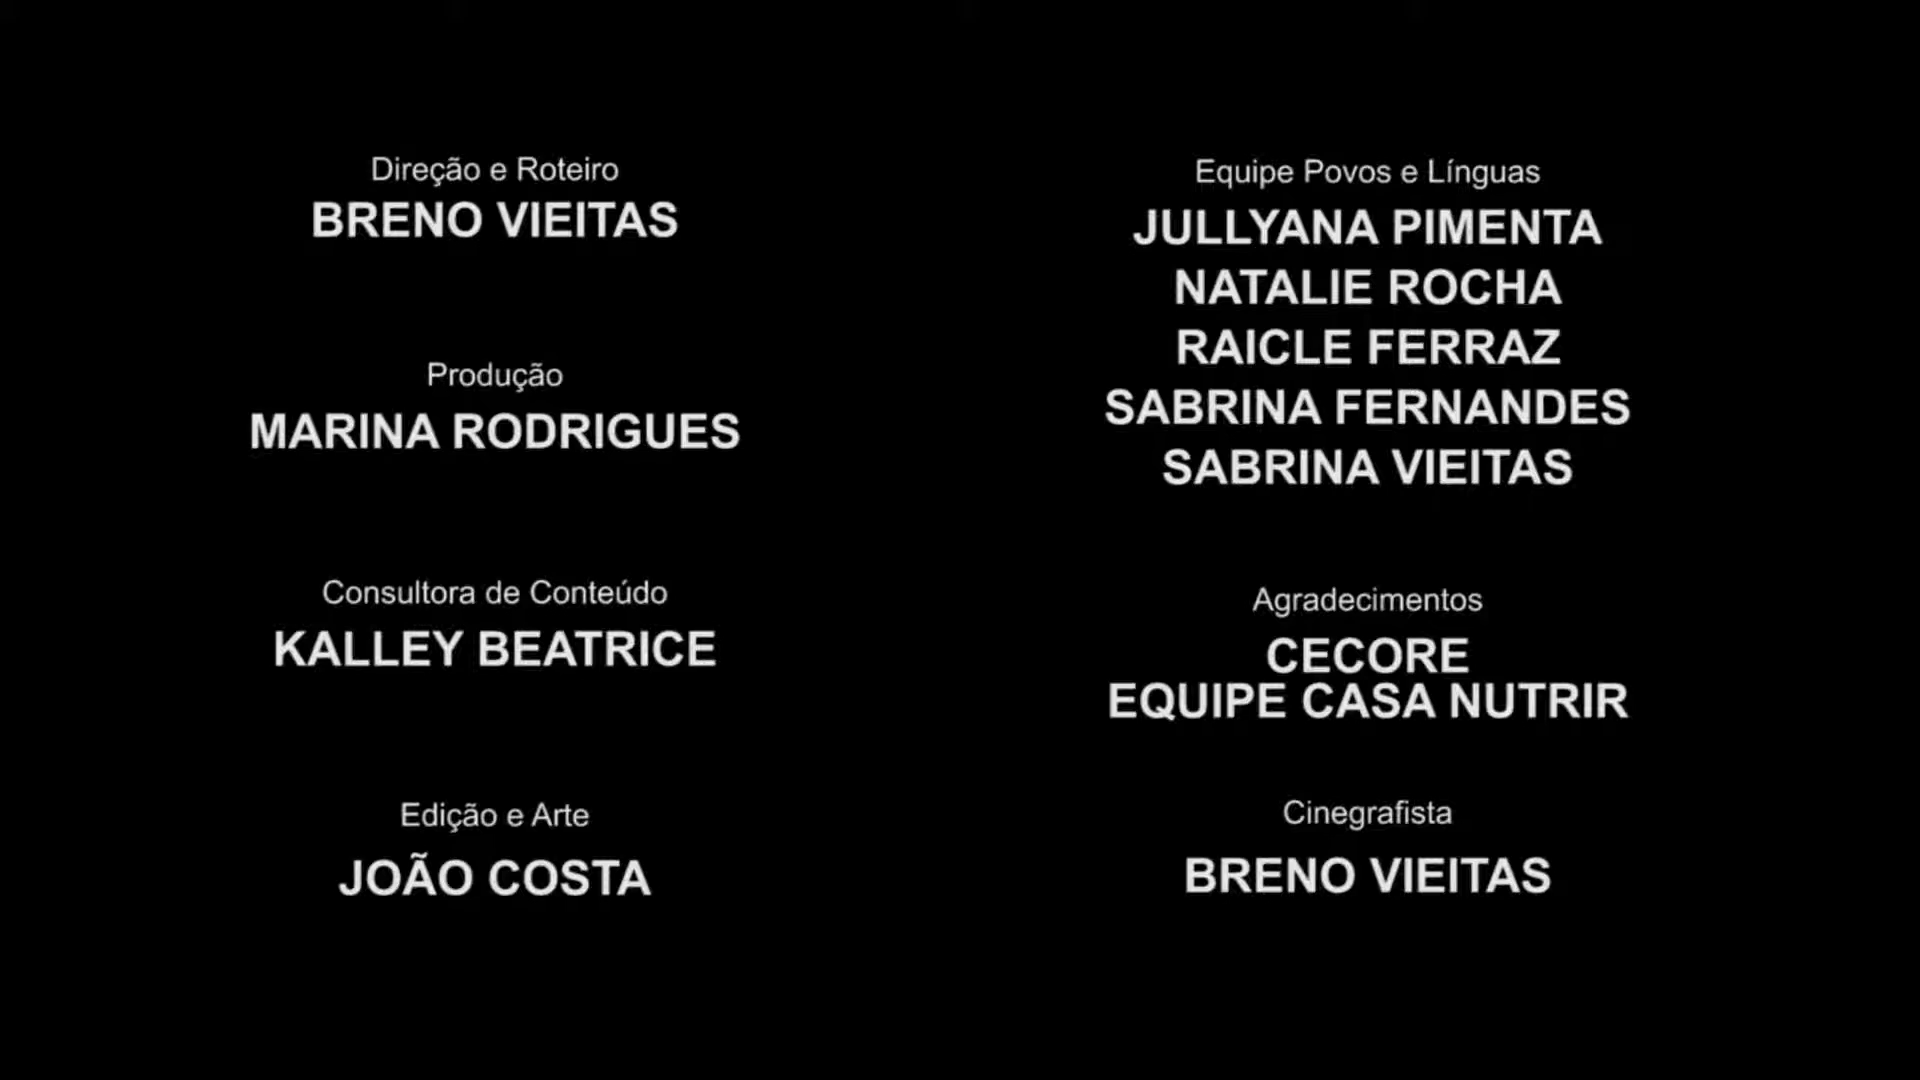 Direção e Roteiro
BRENO VIEITAS
Produção
MARINA RODRIGUES
Consultora de Conteúdo
KALLEY BEATRICE
Edição e Arte
JOÃO COSTA
Equipe Povos e Línguas
JULLYANA PIMENTA
NATALIE ROCHA
RAICLE FERRAZ
SABRINA FERNANDES
SABRINA VIEITAS
Agradecimentos
CECORE
EQUIPE CASA NUTRIR
Cinegrafista
BRENO VIEITAS